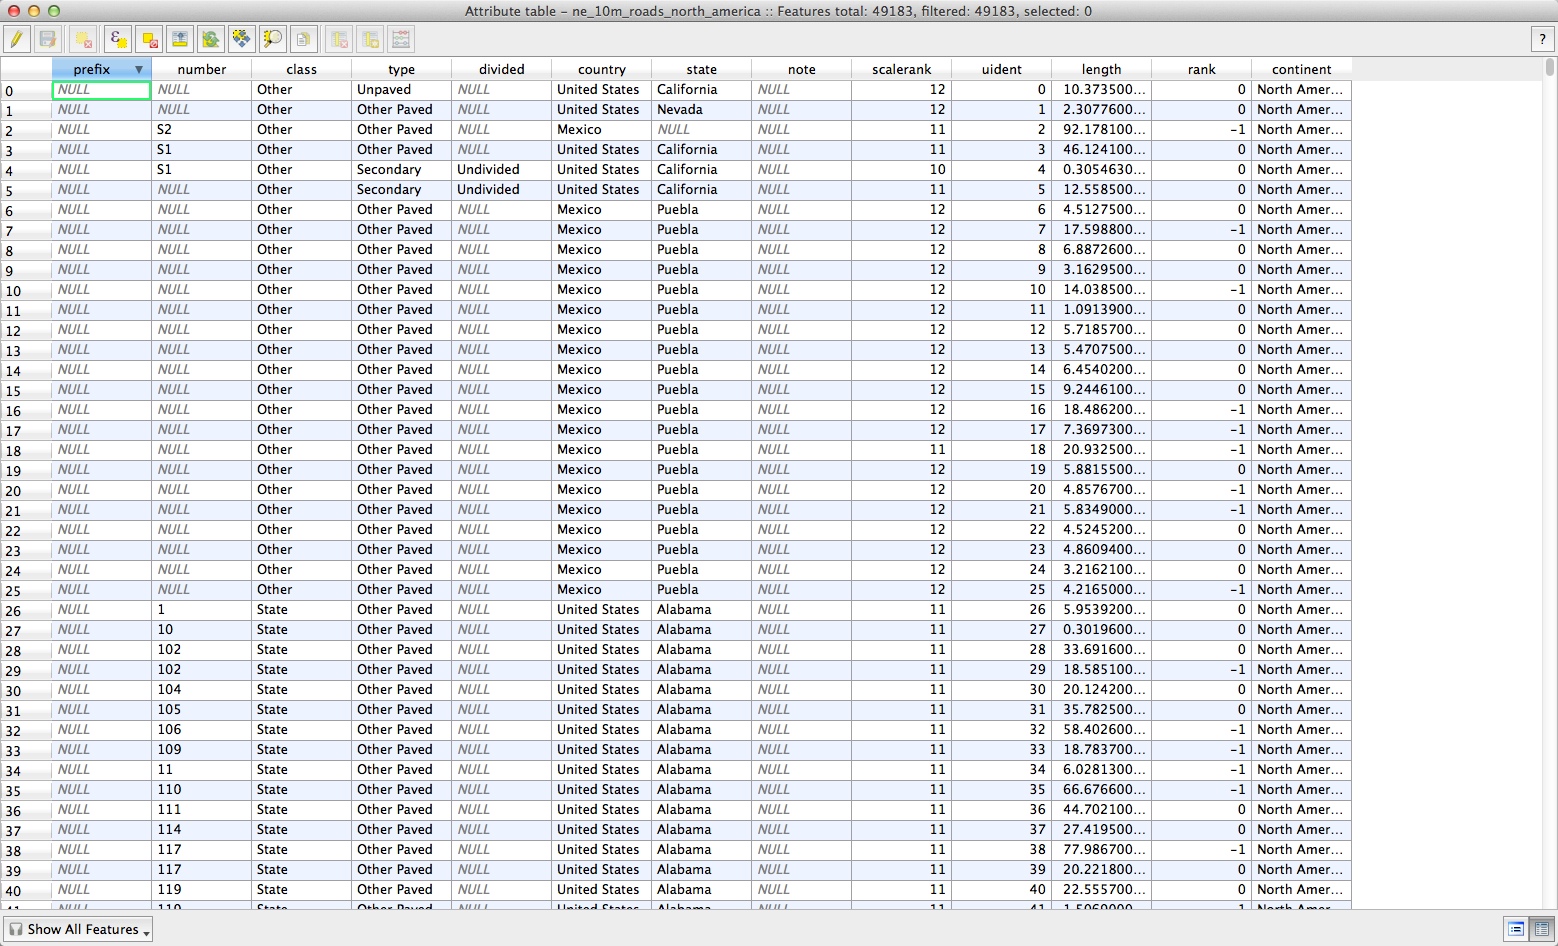 Attribute table – ne_10m_roads_north_america :: Features total: 49183, filtered: 49183, selected: 0
ε
?
prefix number class type divided country state note scalerank uident length rank continent
0 NULL NULL Other Unpaved NULL United States California NULL 12 0 10.373500... 0 North Amer...
1 NULL NULL Other Other Paved NULL United States Nevada NULL 12 1 2.3077600... 0 North Amer...
2 NULL S2 Other Other Paved NULL Mexico NULL NULL 11 2 92.178100... -1 North Amer...
3 NULL S1 Other Other Paved NULL United States California NULL 11 3 46.124100... 0 North Amer...
4 NULL S1 Other Secondary Undivided United States California NULL 10 4 0.3054630... 0 North Amer...
5 NULL NULL Other Secondary Undivided United States California NULL 11 5 12.558500... 0 North Amer...
6 NULL NULL Other Other Paved NULL Mexico Puebla NULL 12 6 4.5127500... 0 North Amer...
7 NULL NULL Other Other Paved NULL Mexico Puebla NULL 12 7 17.598800... -1 North Amer...
8 NULL NULL Other Other Paved NULL Mexico Puebla NULL 12 8 6.8872600... 0 North Amer...
9 NULL NULL Other Other Paved NULL Mexico Puebla NULL 12 9 3.1629500... 0 North Amer...
10 NULL NULL Other Other Paved NULL Mexico Puebla NULL 12 10 14.038500... -1 North Amer...
11 NULL NULL Other Other Paved NULL Mexico Puebla NULL 12 11 1.0913900... 0 North Amer...
12 NULL NULL Other Other Paved NULL Mexico Puebla NULL 12 12 5.7185700... 0 North Amer...
13 NULL NULL Other Other Paved NULL Mexico Puebla NULL 12 13 5.4707500... 0 North Amer...
14 NULL NULL Other Other Paved NULL Mexico Puebla NULL 12 14 6.4540200... 0 North Amer...
15 NULL NULL Other Other Paved NULL Mexico Puebla NULL 12 15 9.2446100... 0 North Amer...
16 NULL NULL Other Other Paved NULL Mexico Puebla NULL 12 16 18.486200... -1 North Amer...
17 NULL NULL Other Other Paved NULL Mexico Puebla NULL 12 17 7.3697300... -1 North Amer...
18 NULL NULL Other Other Paved NULL Mexico Puebla NULL 11 18 20.932500... -1 North Amer...
19 NULL NULL Other Other Paved NULL Mexico Puebla NULL 12 19 5.8815500... 0 North Amer...
20 NULL NULL Other Other Paved NULL Mexico Puebla NULL 12 20 4.8576700... -1 North Amer...
21 NULL NULL Other Other Paved NULL Mexico Puebla NULL 12 21 5.8349000... -1 North Amer...
22 NULL NULL Other Other Paved NULL Mexico Puebla NULL 12 22 4.5245200... 0 North Amer...
23 NULL NULL Other Other Paved NULL Mexico Puebla NULL 12 23 4.8609400... 0 North Amer...
24 NULL NULL Other Other Paved NULL Mexico Puebla NULL 12 24 3.2162100... 0 North Amer...
25 NULL NULL Other Other Paved NULL Mexico Puebla NULL 12 25 4.2165000... -1 North Amer...
26 NULL 1 State Other Paved NULL United States Alabama NULL 11 26 5.9539200... 0 North Amer...
27 NULL 10 State Other Paved NULL United States Alabama NULL 11 27 0.3019600... 0 North Amer...
28 NULL 102 State Other Paved NULL United States Alabama NULL 11 28 33.691600... 0 North Amer...
29 NULL 102 State Other Paved NULL United States Alabama NULL 11 29 18.585100... -1 North Amer...
30 NULL 104 State Other Paved NULL United States Alabama NULL 11 30 20.124200... 0 North Amer...
31 NULL 105 State Other Paved NULL United States Alabama NULL 11 31 35.782500... 0 North Amer...
32 NULL 106 State Other Paved NULL United States Alabama NULL 11 32 58.402600... -1 North Amer...
33 NULL 109 State Other Paved NULL United States Alabama NULL 11 33 18.783700... -1 North Amer...
34 NULL 11 State Other Paved NULL United States Alabama NULL 11 34 6.0281300... -1 North Amer...
35 NULL 110 State Other Paved NULL United States Alabama NULL 11 35 66.676600... -1 North Amer...
36 NULL 111 State Other Paved NULL United States Alabama NULL 11 36 44.702100... 0 North Amer...
37 NULL 114 State Other Paved NULL United States Alabama NULL 11 37 27.419500... 0 North Amer...
38 NULL 117 State Other Paved NULL United States Alabama NULL 11 38 77.986700... -1 North Amer...
39 NULL 117 State Other Paved NULL United States Alabama NULL 11 39 20.221800... 0 North Amer...
40 NULL 119 State Other Paved NULL United States Alabama NULL 11 40 22.555700... 0 North Amer...
Show All Features